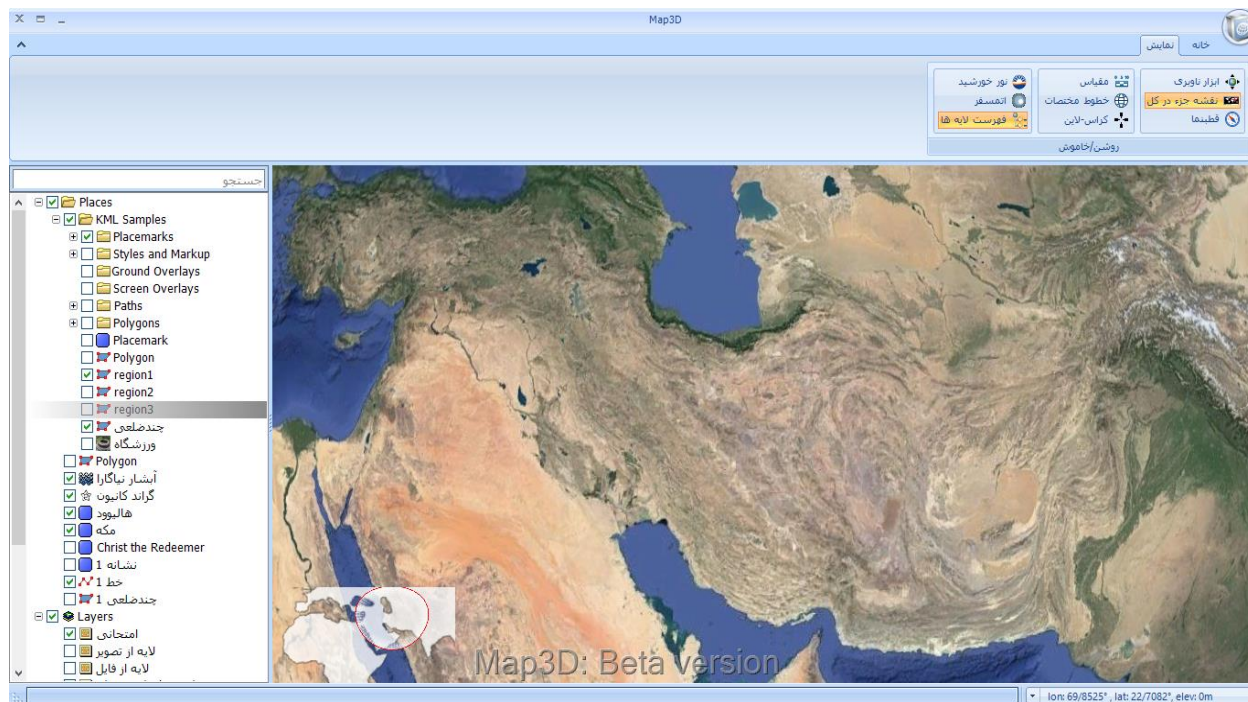 Map3D
خانه
نمایش
ابزار ناوبری
نقشه جزء در کل
قطبنما
مقیاس
خطوط مختصات
کراس-لاین
نور خورشید
اتمسفر
فهرست لایه ها
روشن/خاموش
جستجو
Places
KML Samples
Placemarks
Styles and Markup
Ground Overlays
Screen Overlays
Paths
Polygons
Placemark
Polygon
region1
region2
region3
چندضلعی
ورزشگاه
Polygon
آبشار نیاگارا
گراند کانیون
هالیوود
مکه
Christ the Redeemer
نشانه 1
خط 1
چندضلعی 1
Layers
امتحانی
لایه از تصویر
لایه از فایل
Map3D: Beta version
lon: 69/8525° , lat: 22/7082°, elev: 0m